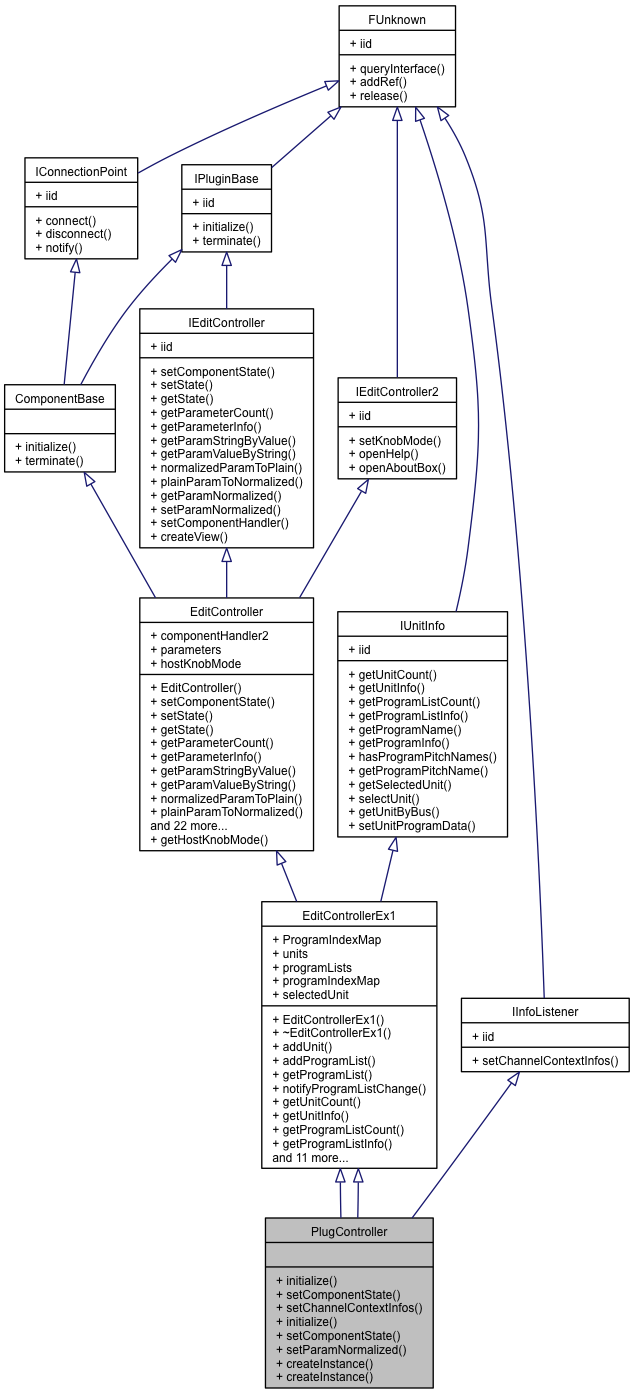 FUnknown
+ iid
+ queryInterface()
+ addRef()
+ release()
IConnectionPoint
+ iid
+ connect()
+ disconnect()
+ notify()
IPluginBase
+ iid
+ initialize()
+ terminate()
IEditController
+ iid
+ setComponentState()
+ setState()
+ getState()
+ getParameterCount()
+ getParameterInfo()
+ getParamStringByValue()
+ getParamValueByString()
+ normalizedParamToPlain()
+ plainParamToNormalized()
+ getParamNormalized()
+ setParamNormalized()
+ setComponentHandler()
+ createView()
IEditController2
+ iid
+ setKnobMode()
+ openHelp()
+ openAboutBox()
ComponentBase
+ initialize()
+ terminate()
EditController
+ componentHandler2
+ parameters
+ hostKnobMode
+ EditController()
+ setComponentState()
+ setState()
+ getState()
+ getParameterCount()
+ getParameterInfo()
+ getParamStringByValue()
+ getParamValueByString()
+ normalizedParamToPlain()
+ plainParamToNormalized()
and 22 more...
+ getHostKnobMode()
IUnitInfo
+ iid
+ getUnitCount()
+ getUnitInfo()
+ getProgramListCount()
+ getProgramListInfo()
+ getProgramName()
+ getProgramInfo()
+ hasProgramPitchNames()
+ getProgramPitchName()
+ getSelectedUnit()
+ selectUnit()
+ getUnitByBus()
+ setUnitProgramData()
EditControllerEx1
+ ProgramIndexMap
+ units
+ programLists
+ programIndexMap
+ selectedUnit
+ EditControllerEx1()
+ ~EditControllerEx1()
+ addUnit()
+ addProgramList()
+ getProgramList()
+ notifyProgramListChange()
+ getUnitCount()
+ getUnitInfo()
+ getProgramListCount()
+ getProgramListInfo()
and 11 more...
IInfoListener
+ iid
+ setChannelContextInfos()
PlugController
+ initialize()
+ setComponentState()
+ setChannelContextInfos()
+ initialize()
+ setComponentState()
+ setParamNormalized()
+ createInstance()
+ createInstance()